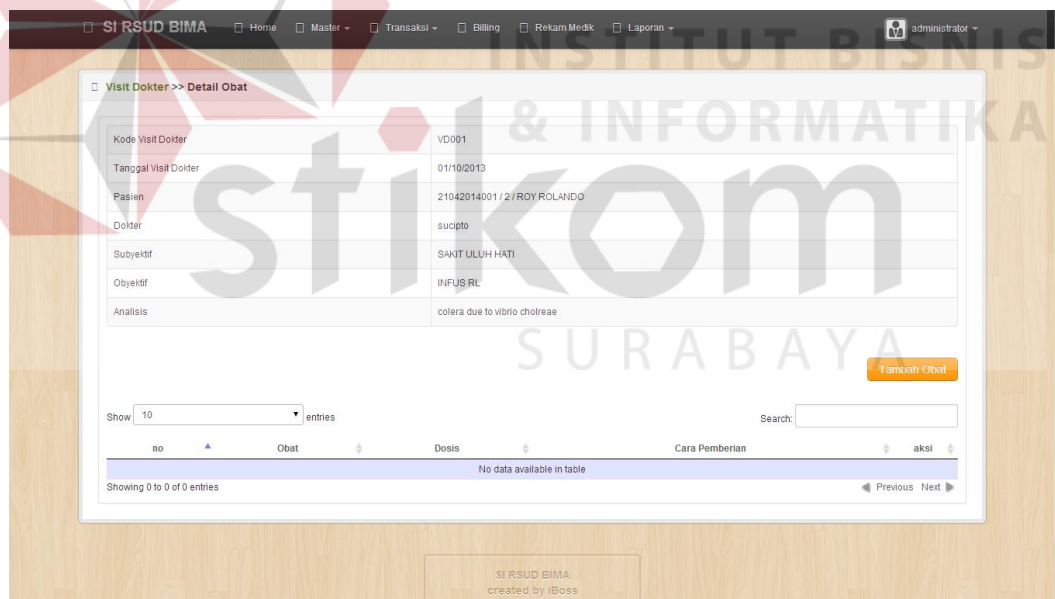 SI RSUD BIMA Home Master Transaksi Billing Rekam Medik Laporan administrator
INSTITUT BISNIS
Visit Dokter >> Detail Obat
& INFORMATIKA
Kode Visit Dokter VD001
Tanggal Visit Dokter 01/10/2013
Pasien 21042014001 / 2 / ROY ROLANDO
stikom
Dokter sucipto
Subyektif SAKIT ULUH HATI
Obyektif INFUS RL
Analisis colera due to vibrio cholreae
SURABAYA
Tambah Obat
Show 10 entries Search:
no Obat Dosis Cara Pemberian aksi
No data available in table
Showing 0 to 0 of 0 entries Previous Next
SI RSUD BIMA
created by iBoss